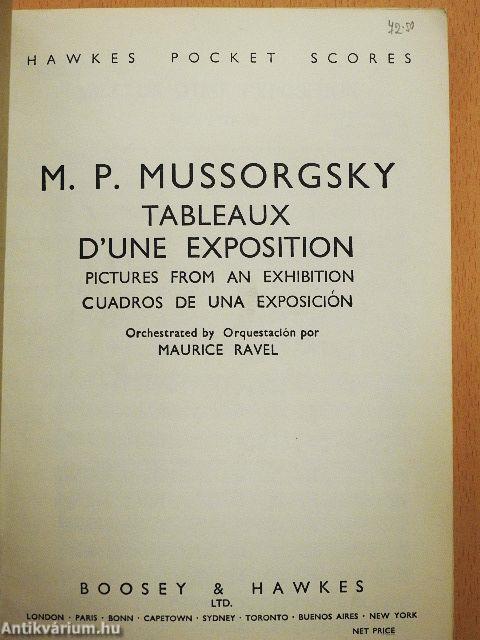 42.50
HAWKES POCKET SCORES
M. P. MUSSORGSKY
TABLEAUX
D'UNE EXPOSITION
PICTURES FROM AN EXHIBITION
CUADROS DE UNA EXPOSICIÓN
Orchestrated by Orquestación por
MAURICE RAVEL
BOOSEY & HAWKES
LTD.
LONDON · PARIS · BONN · CAPETOWN · SYDNEY · TORONTO · BUENOS AIRES · NEW YORK
NET PRICE
Antikvárium.hu